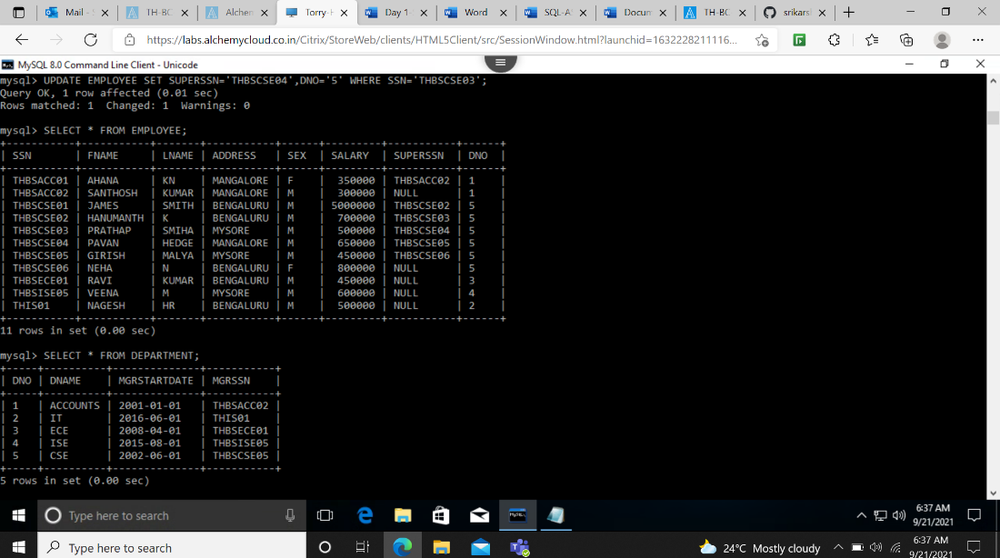 Mail -
TH-BC
Alchem
Torry-H
Day 1-
Word
SQL-AS
Docum
TH-BC
srikarsh
https://labs.alchemycloud.co.in/Citrix/StoreWeb/clients/HTML5Client/src/SessionWindow.html?launchid=1632228211116...
MySQL 8.0 Command Line Client - Unicode
mysql> UPDATE EMPLOYEE SET SUPERSSN='THBSCSE04',DNO='5' WHERE SSN='THBSCSE03';
Query OK, 1 row affected (0.01 sec)
Rows matched: 1  Changed: 1  Warnings: 0
mysql> SELECT * FROM EMPLOYEE;
+-----------+----------+-------+-----------+------+---------+-----------+------+
| SSN       | FNAME    | LNAME | ADDRESS   | SEX  | SALARY  | SUPERSSN  | DNO  |
+-----------+----------+-------+-----------+------+---------+-----------+------+
| THBSACC01 | AHANA    | KN    | MANGALORE | F    |  350000 | THBSACC02 | 1    |
| THBSACC02 | SANTHOSH | KUMAR | MANGALORE | M    |  300000 | NULL      | 1    |
| THBSCSE01 | JAMES    | SMITH | BENGALURU | M    | 5000000 | THBSCSE02 | 5    |
| THBSCSE02 | HANUMANTH | K     | BENGALURU | M    |  700000 | THBSCSE03 | 5    |
| THBSCSE03 | PRATHAP  | SMIHA | MYSORE    | M    |  500000 | THBSCSE04 | 5    |
| THBSCSE04 | PAVAN    | HEDGE | MANGALORE | M    |  650000 | THBSCSE05 | 5    |
| THBSCSE05 | GIRISH   | MALYA | MYSORE    | M    |  450000 | THBSCSE06 | 5    |
| THBSCSE06 | NEHA     | N     | BENGALURU | F    |  800000 | NULL      | 5    |
| THBSECE01 | RAVI     | KUMAR | BENGALURU | M    |  450000 | NULL      | 3    |
| THBSISE05 | VEENA    | M     | MYSORE    | M    |  600000 | NULL      | 4    |
| THIS01    | NAGESH   | HR    | BENGALURU | M    |  500000 | NULL      | 2    |
+-----------+----------+-------+-----------+------+---------+-----------+------+
11 rows in set (0.00 sec)
mysql> SELECT * FROM DEPARTMENT;
+-----+----------+--------------+-----------+
| DNO | DNAME    | MGRSTARTDATE | MGRSSN    |
+-----+----------+--------------+-----------+
| 1   | ACCOUNTS | 2001-01-01   | THBSACC02 |
| 2   | IT       | 2016-06-01   | THIS01    |
| 3   | ECE      | 2008-04-01   | THBSECE01 |
| 4   | ISE      | 2015-08-01   | THBSISE05 |
| 5   | CSE      | 2002-06-01   | THBSCSE05 |
+-----+----------+--------------+-----------+
5 rows in set (0.00 sec)
Type here to search
6:37 AM
9/21/2021
Type here to search
24°C Mostly cloudy
6:37 AM
9/21/2021